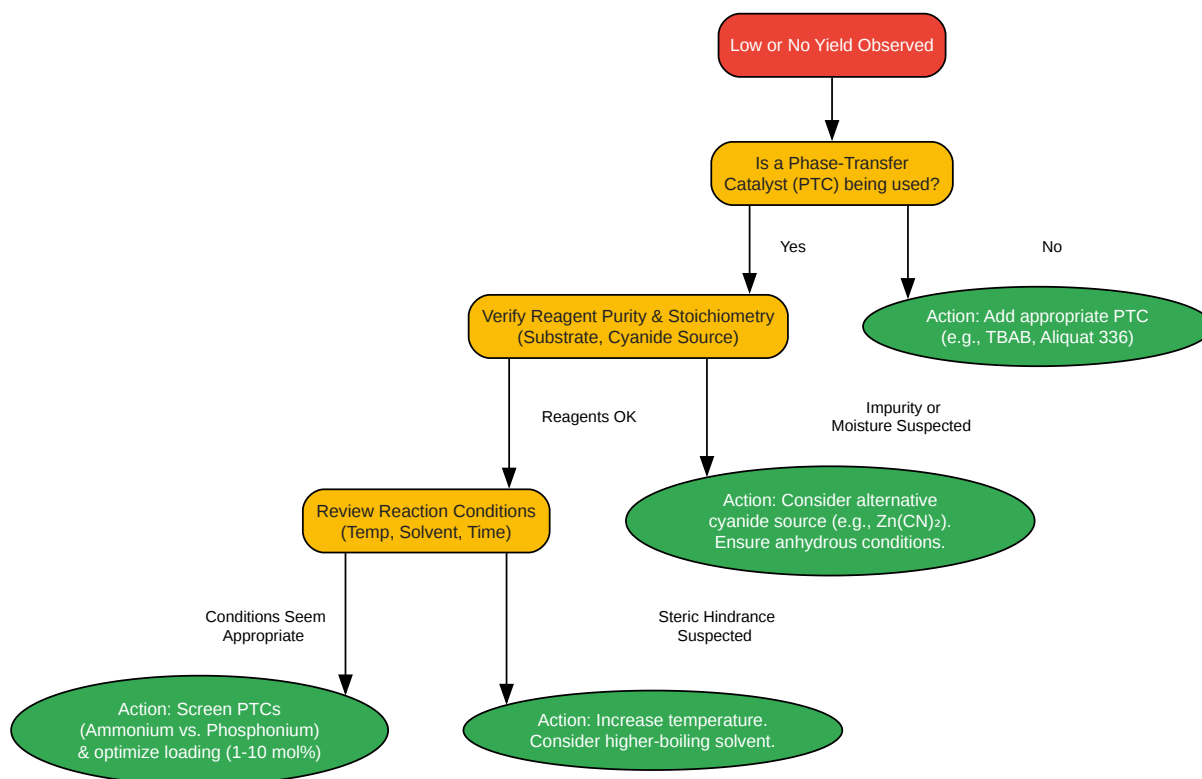 Low or No Yield Observed
Is a Phase-Transfer
Catalyst (PTC) being used?
Yes
No
Verify Reagent Purity & Stoichiometry
(Substrate, Cyanide Source)
Action: Add appropriate PTC
(e.g., TBAB, Aliquat 336)
Reagents OK
Impurity or
Moisture Suspected
Review Reaction Conditions
(Temp, Solvent, Time)
Action: Consider alternative
cyanide source (e.g., Zn(CN)₂).
Ensure anhydrous conditions.
Conditions Seem
Appropriate
Steric Hindrance
Suspected
Action: Screen PTCs
(Ammonium vs. Phosphonium)
& optimize loading (1-10 mol%)
Action: Increase temperature.
Consider higher-boiling solvent.